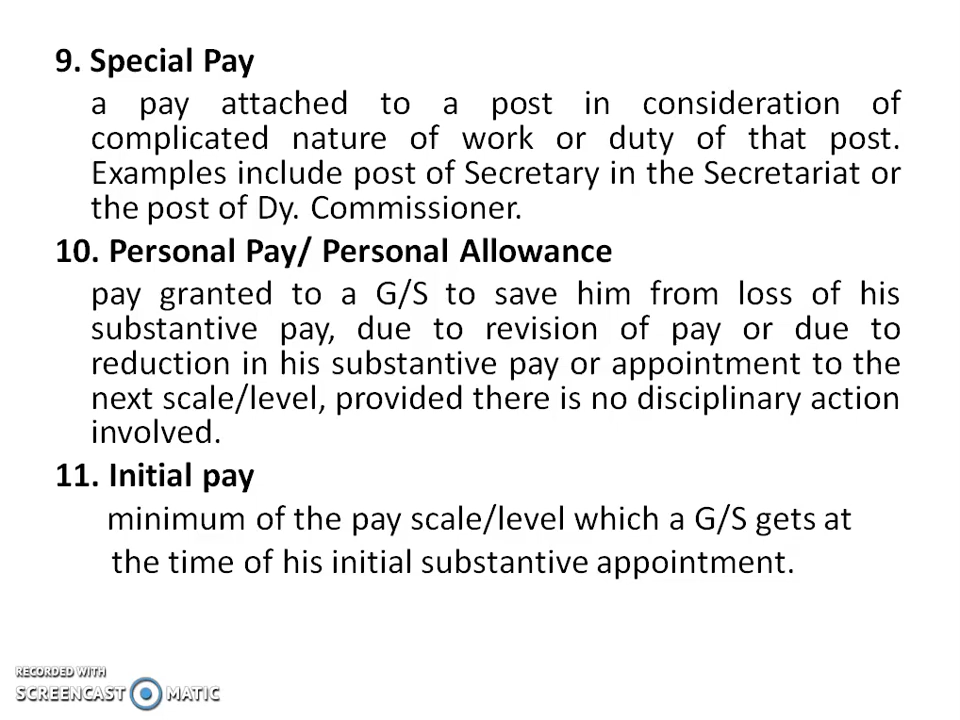 9. Special Pay
a pay attached to a post in consideration of
complicated nature of work or duty of that post.
Examples include post of Secretary in the Secretariat or
the post of Dy. Commissioner.
10. Personal Pay/ Personal Allowance
pay granted to a G/S to save him from loss of his
substantive pay, due to revision of pay or due to
reduction in his substantive pay or appointment to the
next scale/level, provided there is no disciplinary action
involved.
11. Initial pay
minimum of the pay scale/level which a G/S gets at
the time of his initial substantive appointment.
RECORDED WITH
SCREENCAST MATIC